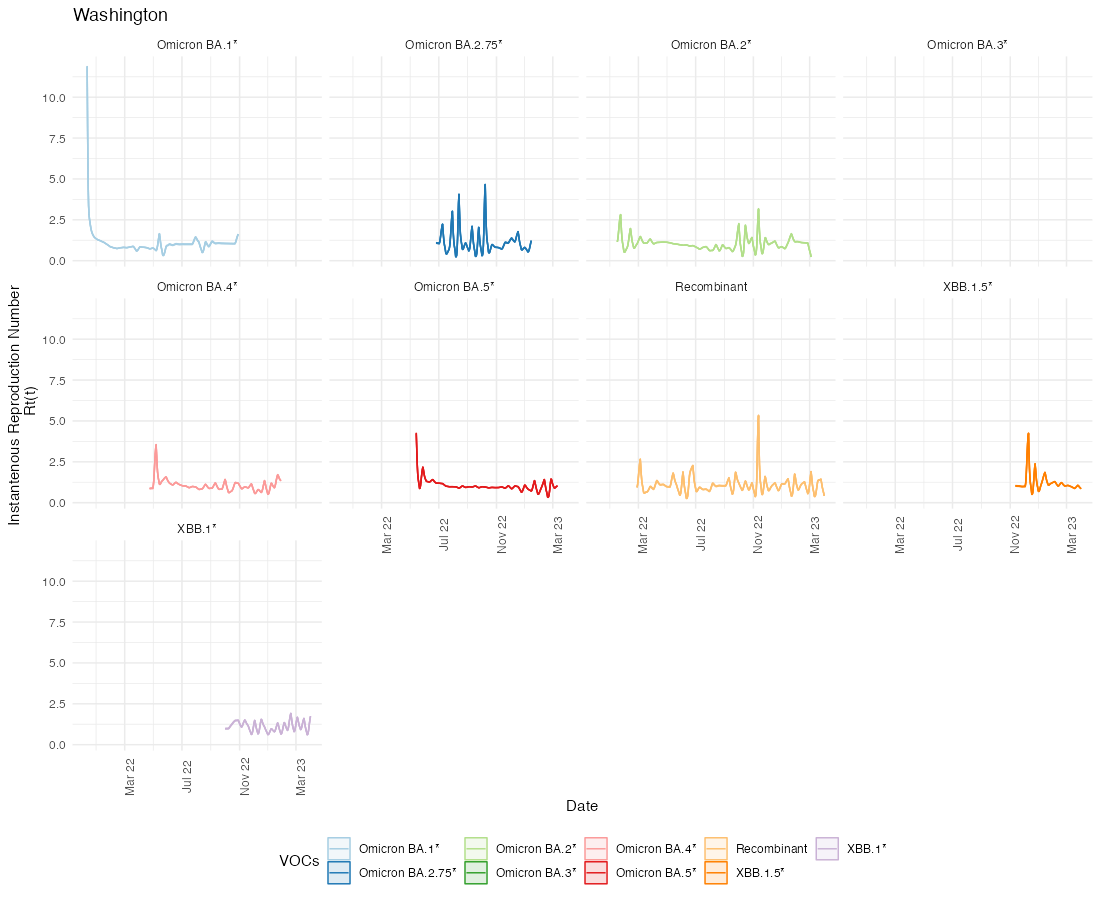 Washington
Omicron BA.1*
Omicron BA.2.75*
Omicron BA.2*
Omicron BA.3*
10.0
7.5
5.0
2.5
0.0
Omicron BA.4*
Omicron BA.5*
Recombinant
XBB.1.5*
10.0
7.5
5.0
2.5
0.0
Mar 22
Jul 22
Nov 22
Mar 23
Mar 22
Jul 22
Nov 22
Mar 23
Mar 22
Jul 22
Nov 22
Mar 23
XBB.1*
10.0
7.5
5.0
2.5
0.0
Mar 22
Jul 22
Nov 22
Mar 23
Instantenous Reproduction Number
Rt(t)
Date
VOCs
Omicron BA.1*
Omicron BA.2*
Omicron BA.4*
Recombinant
XBB.1*
Omicron BA.2.75*
Omicron BA.3*
Omicron BA.5*
XBB.1.5*